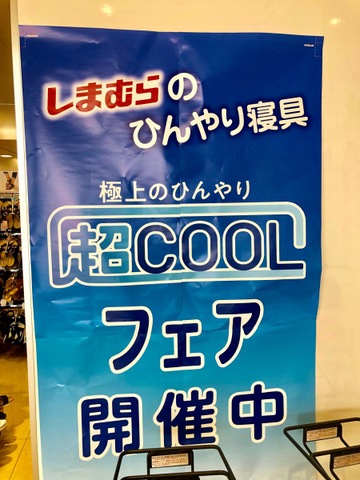 しまむらの
ひんやり寝具
極上のひんやり
超COOL
フェア
開催中